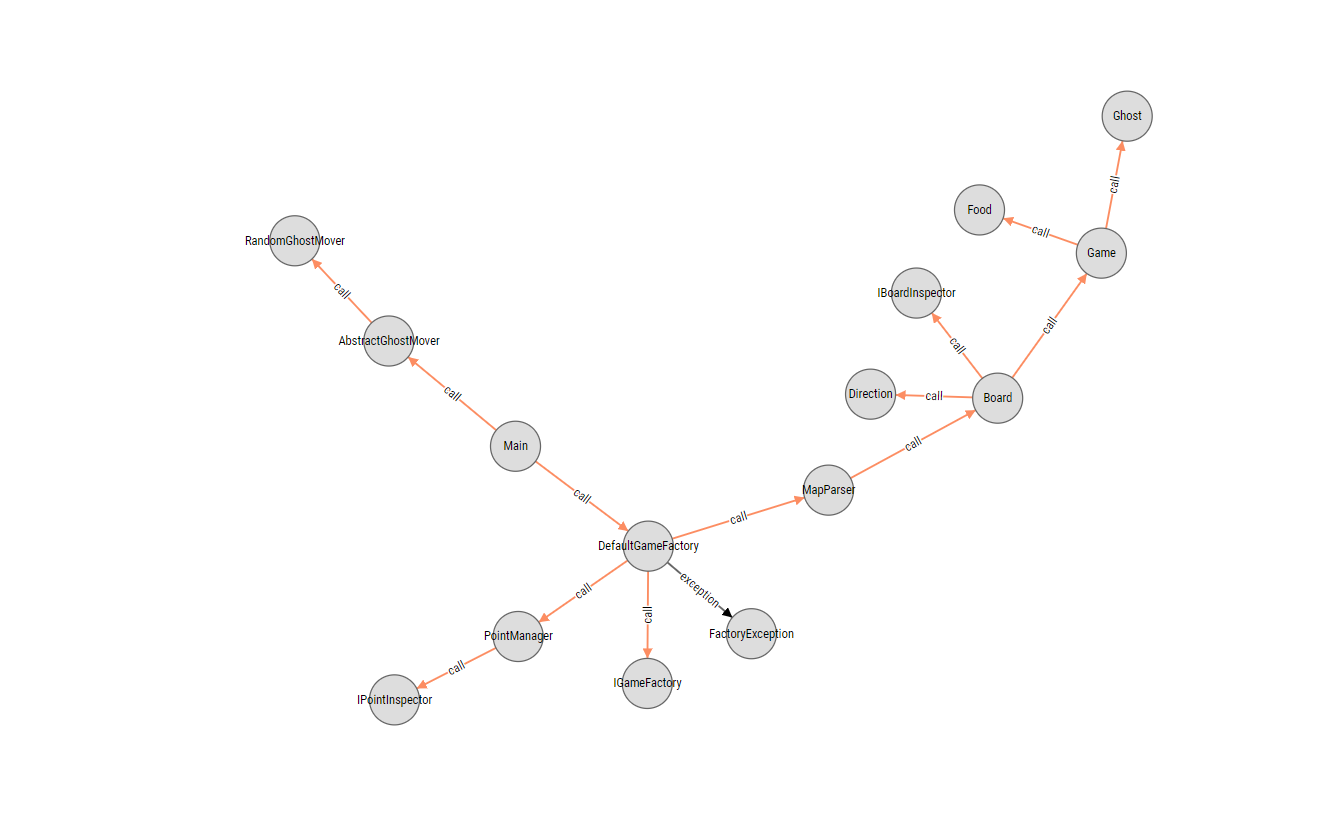 Ghost
call
Food
call
Game
RandomGhostMover
call
IBoardInspector
call
call
AbstractGhostMover
call
Direction
call
Board
Main
call
call
MapParser
call
DefaultGameFactory
call
exception
call
PointManager
call
FactoryException
call
IGameFactory
IPointInspector